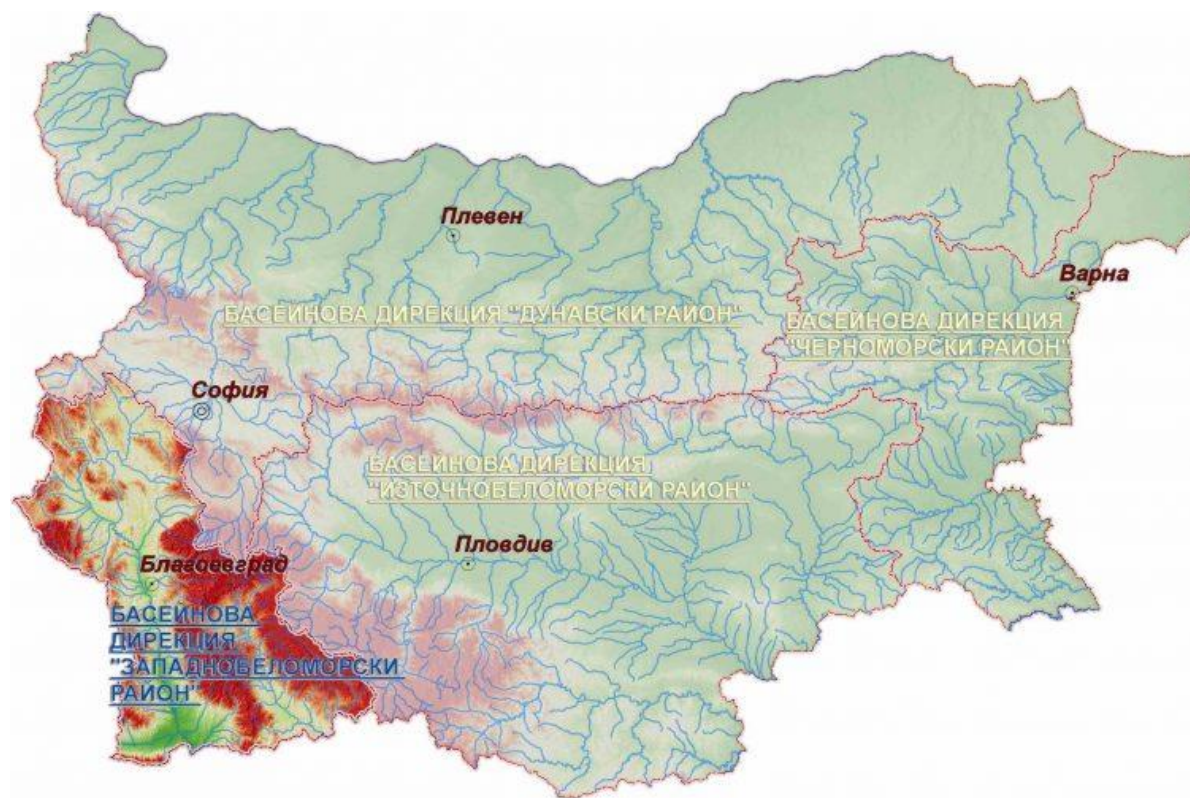 Плевен
Варна
БАСЕЙНОВА ДИРЕКЦИЯ "ДУНАВСКИ РАЙОН"
БАСЕЙНОВА ДИРЕКЦИЯ
"ЧЕРНОМОРСКИ РАЙОН"
София
БАСЕЙНОВА ДИРЕКЦИЯ
"ИЗТОЧНОБЕЛОМОРСКИ РАЙОН"
Пловдив
Благоевград
БАСЕЙНОВА
ДИРЕКЦИЯ
"ЗАПАДНОБЕЛОМОРСКИ
РАЙОН"